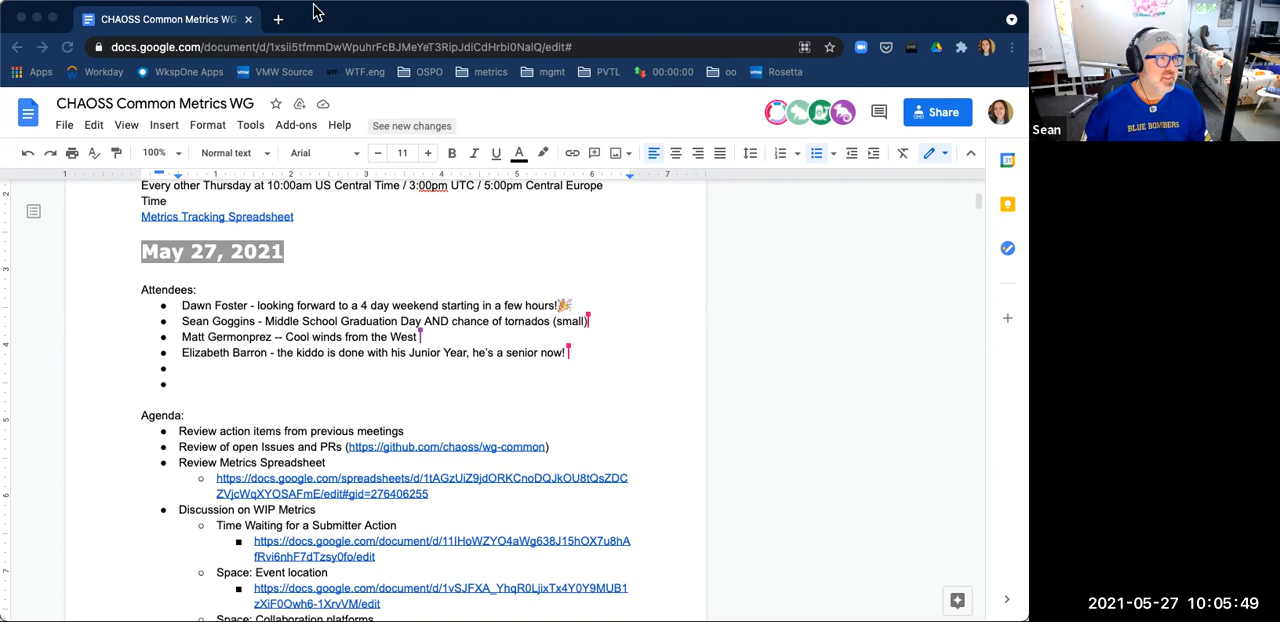 CHAOSS Common Metrics WG
docs.google.com/document/d/1xsii5tfmmDwWpuhrFcBJMeYeT3RipJdiCdHrbi0NalQ/edit#
Apps Workday WkspOne Apps VMW Source WTF.eng OSPO metrics mgmt PVTL 00:00:00 oo Rosetta
CHAOSS Common Metrics WG
File Edit View Insert Format Tools Add-ons Help See new changes
Share
100% Normal text Arial 11
Every other Thursday at 10:00am US Central Time / 3:00pm UTC / 5:00pm Central Europe
Time
Metrics Tracking Spreadsheet
May 27, 2021
Attendees:
Dawn Foster - looking forward to a 4 day weekend starting in a few hours!🎉
Sean Goggins - Middle School Graduation Day AND chance of tornados (small)
Matt Germonprez -- Cool winds from the West
Elizabeth Barron - the kiddo is done with his Junior Year, he's a senior now!
Agenda:
Review action items from previous meetings
Review of open Issues and PRs (https://github.com/chaoss/wg-common)
Review Metrics Spreadsheet
https://docs.google.com/spreadsheets/d/1tAGzUiZ9jdORKCnoDQJkOU8tQsZDC
ZVjcWqXYOSAFmE/edit#gid=276406255
Discussion on WIP Metrics
Time Waiting for a Submitter Action
https://docs.google.com/document/d/11IHoWZYO4aWg638J15hOX7u8hA
fRvi6nhF7dTzsy0fo/edit
Space: Event location
https://docs.google.com/document/d/1vSJFXA_YhqR0LjixTx4Y0Y9MUB1
zXiF0Owh6-1XrvVM/edit
Space: Collaboration platforms
Sean
BLUE BOMBERS
2021-05-27 10:05:49